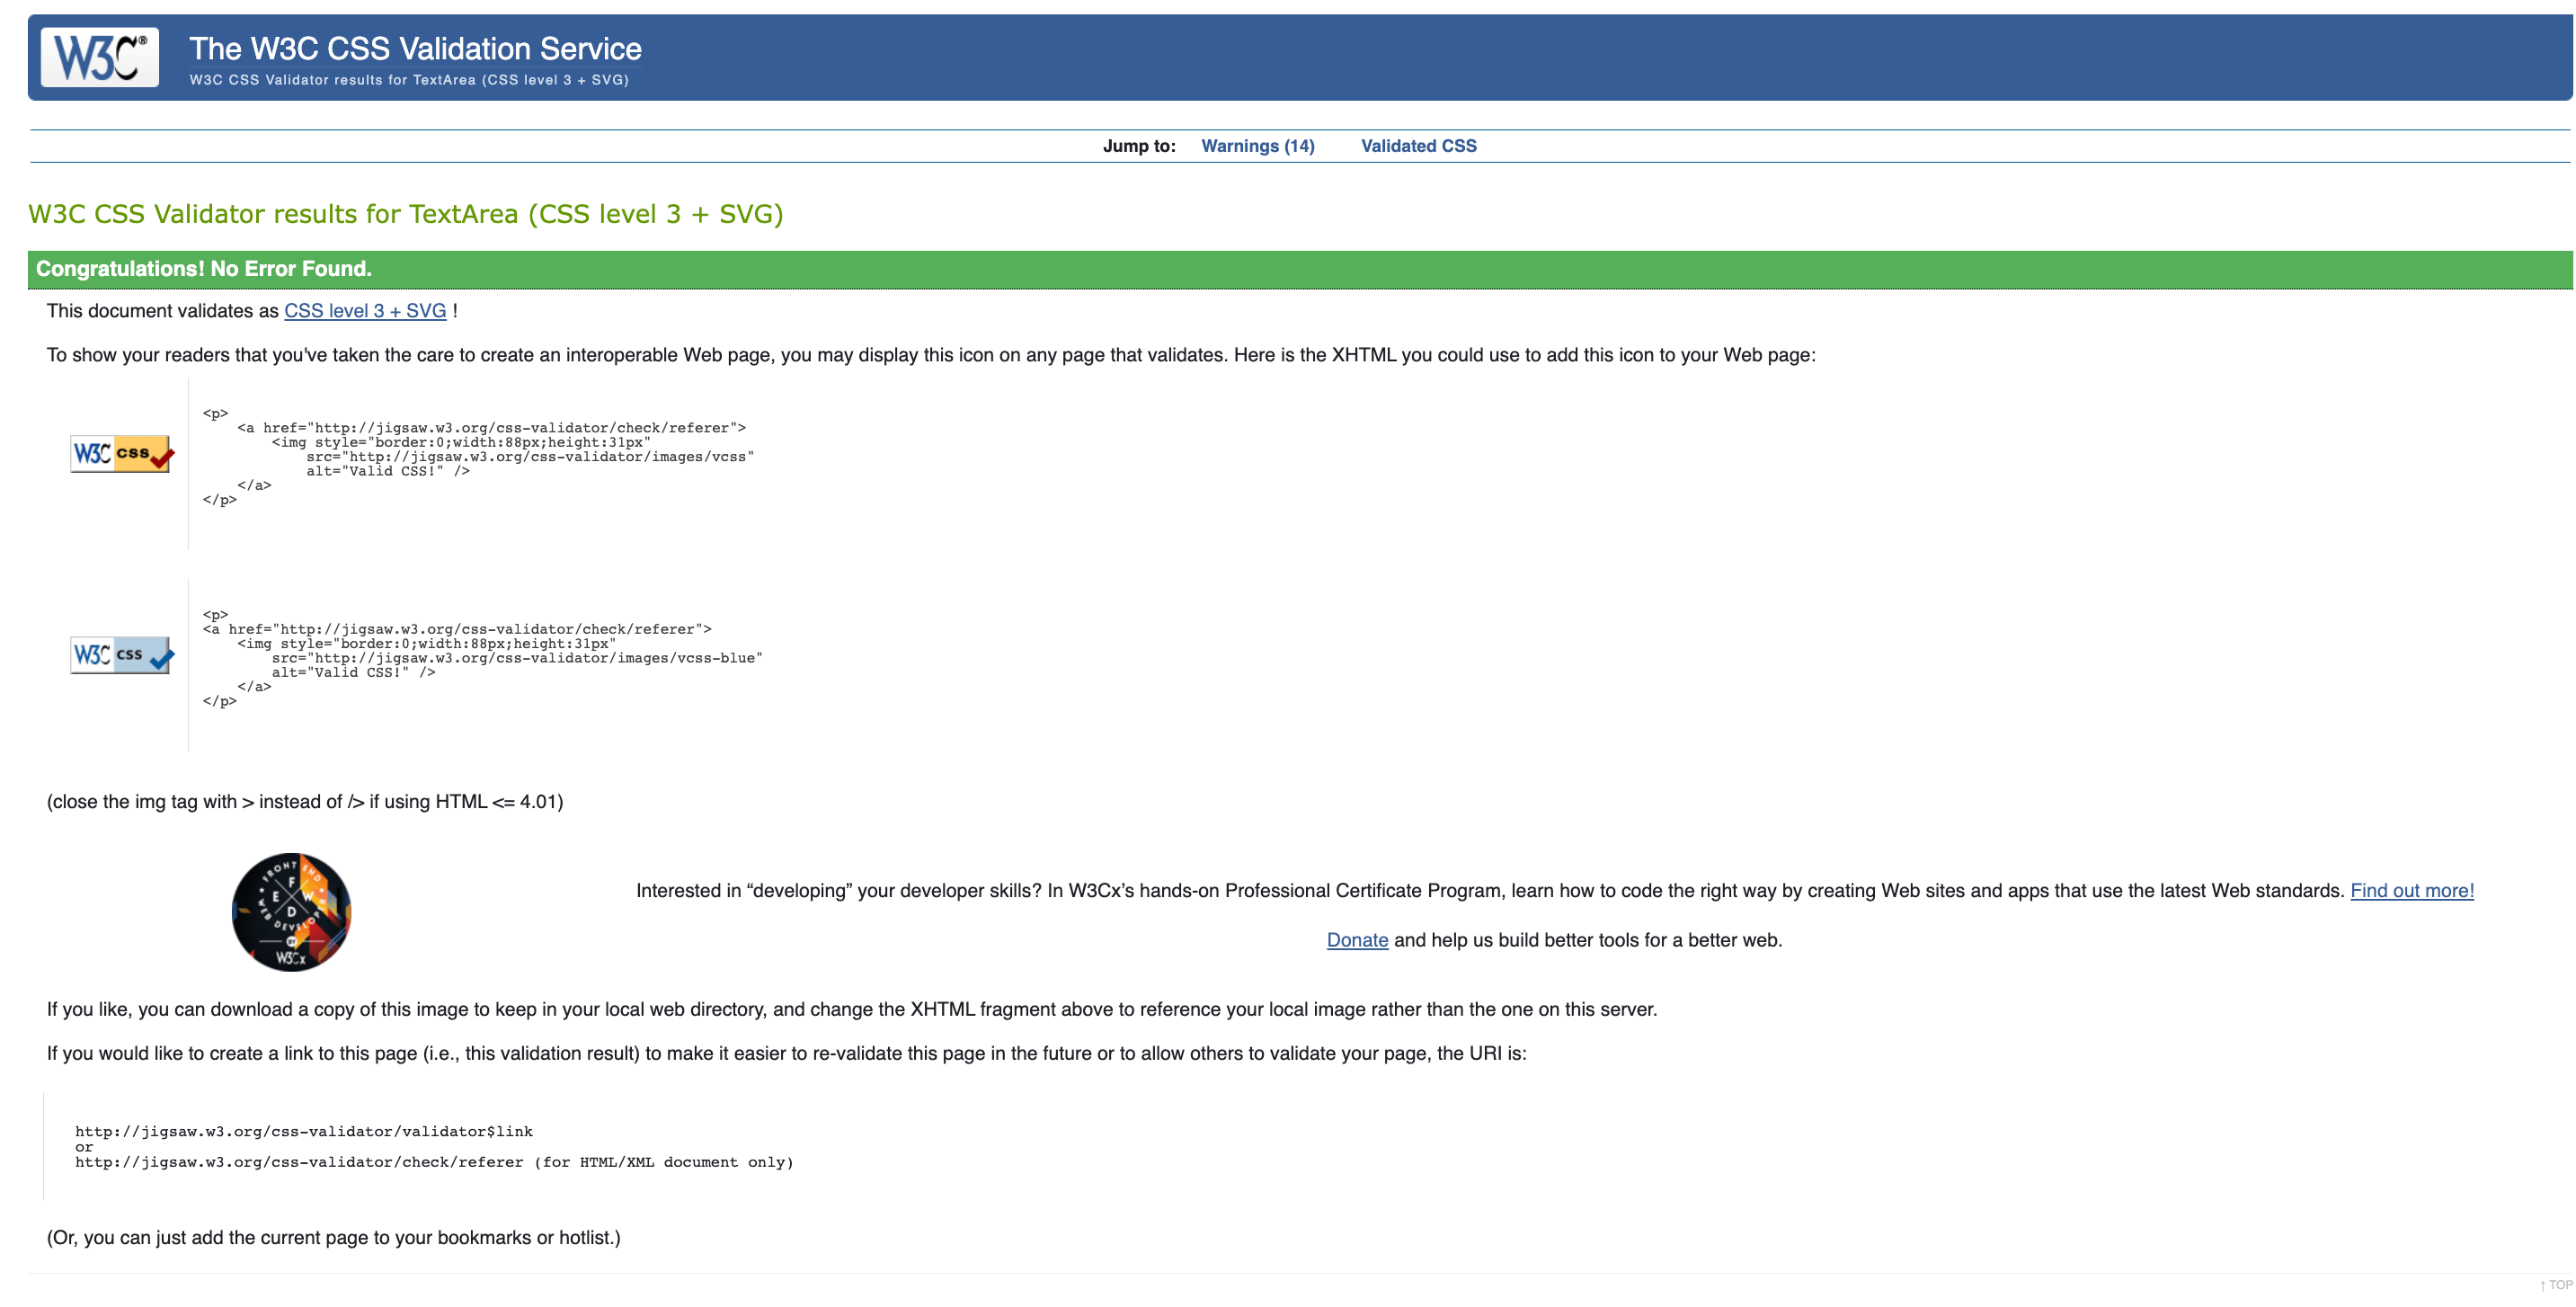 W3C®
The W3C CSS Validation Service
W3C CSS Validator results for TextArea (CSS level 3 + SVG)
Jump to: Warnings (14) Validated CSS
W3C CSS Validator results for TextArea (CSS level 3 + SVG)
Congratulations! No Error Found.
This document validates as CSS level 3 + SVG !
To show your readers that you've taken the care to create an interoperable Web page, you may display this icon on any page that validates. Here is the XHTML you could use to add this icon to your Web page:
W3C css
<p>
<a href="http://jigsaw.w3.org/css-validator/check/referer">
<img style="border:0;width:88px;height:31px"
src="http://jigsaw.w3.org/css-validator/images/vcss"
alt="Valid CSS!" />
</a>
</p>
W3C css
<p>
<a href="http://jigsaw.w3.org/css-validator/check/referer">
<img style="border:0;width:88px;height:31px"
src="http://jigsaw.w3.org/css-validator/images/vcss-blue"
alt="Valid CSS!" />
</a>
</p>
(close the img tag with > instead of /> if using HTML <= 4.01)
FRONT END
F
E W
D
WEB DEVELOP
BY
W3Cx
Interested in “developing” your developer skills? In W3Cx’s hands-on Professional Certificate Program, learn how to code the right way by creating Web sites and apps that use the latest Web standards. Find out more!
Donate and help us build better tools for a better web.
If you like, you can download a copy of this image to keep in your local web directory, and change the XHTML fragment above to reference your local image rather than the one on this server.
If you would like to create a link to this page (i.e., this validation result) to make it easier to re-validate this page in the future or to allow others to validate your page, the URI is:
http://jigsaw.w3.org/css-validator/validator$link
or
http://jigsaw.w3.org/css-validator/check/referer (for HTML/XML document only)
(Or, you can just add the current page to your bookmarks or hotlist.)
↑ TOP